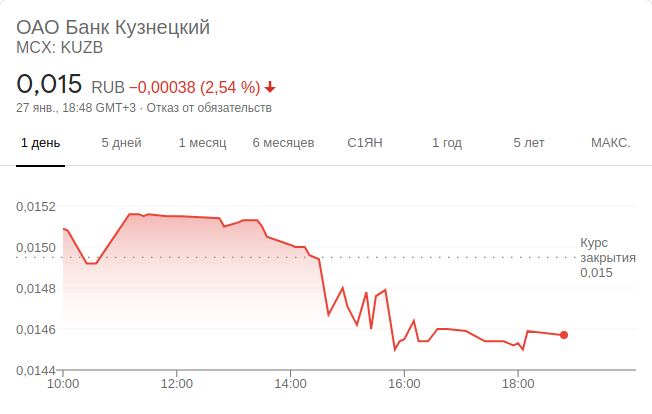 ОАО Банк Кузнецкий
MCX: KUZB
0,015 RUB −0,00038 (2,54 %)
27 янв., 18:48 GMT+3 · Отказ от обязательств
1 день 5 дней 1 месяц 6 месяцев С1ЯН 1 год 5 лет МАКС.
0,0152
0,0150
0,0148
0,0146
0,0144
Курс
закрытия
0,015
10:00 12:00 14:00 16:00 18:00